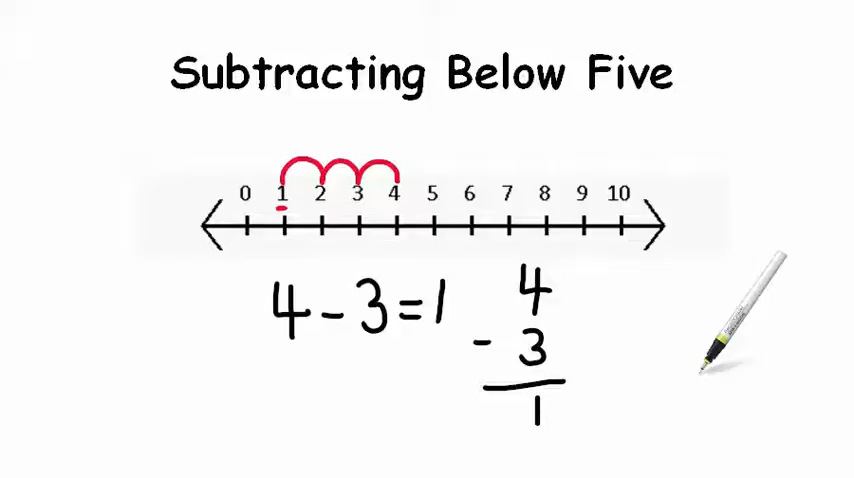 Subtracting Below Five
0 1 2 3 4 5 6 7 8 9 10
4-3=1
4
- 3
1